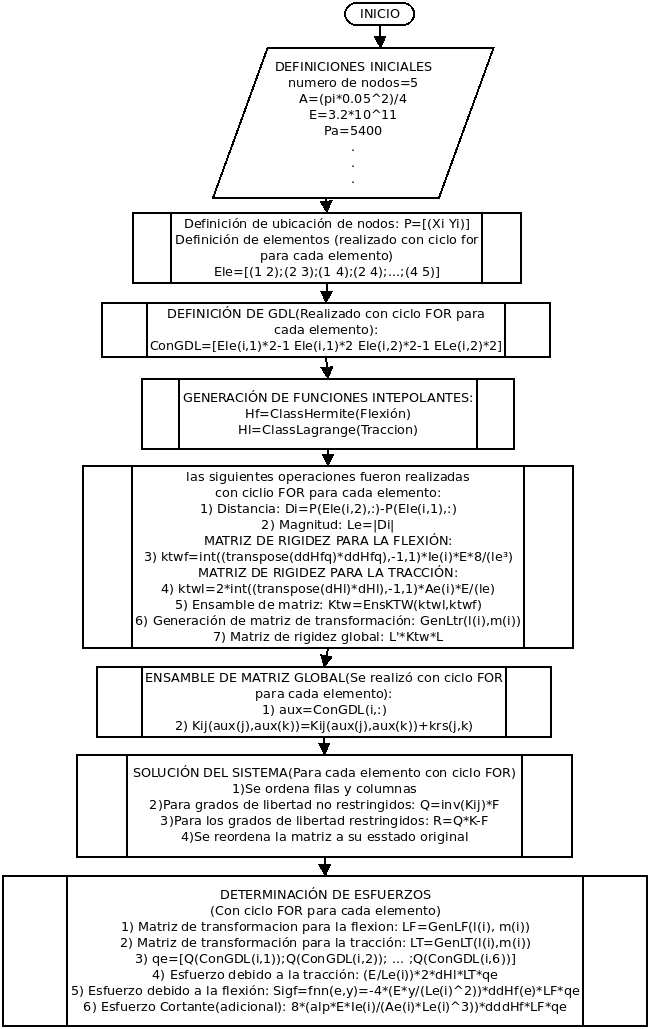 INICIO
DEFINICIONES INICIALES
numero de nodos=5
A=(pi*0.05^2)/4
E=3.2*10^11
Pa=5400
.
.
.
Definición de ubicación de nodos: P=[(Xi Yi)]
Definición de elementos (realizado con ciclo for
para cada elemento)
Ele=[(1 2);(2 3);(1 4);(2 4);...;(4 5)]
DEFINICIÓN DE GDL(Realizado con ciclo FOR para
cada elemento):
ConGDL=[Ele(i,1)*2-1 Ele(i,1)*2 Ele(i,2)*2-1 ELe(i,2)*2]
GENERACIÓN DE FUNCIONES INTEPOLANTES:
Hf=ClassHermite(Flexión)
Hl=ClassLagrange(Traccion)
las siguientes operaciones fueron realizadas
con ciclio FOR para cada elemento:
1) Distancia: Di=P(Ele(i,2),:)-P(Ele(i,1),:)
2) Magnitud: Le=|Di|
MATRIZ DE RIGIDEZ PARA LA FLEXIÓN:
3) ktwf=int((transpose(ddHfq)*ddHfq),-1,1)*Ie(i)*E*8/(le³)
MATRIZ DE RIGIDEZ PARA LA TRACCIÓN:
4) ktwl=2*int((transpose(dHl)*dHl),-1,1)*Ae(i)*E/(le)
5) Ensamble de matriz: Ktw=EnsKTW(ktwl,ktwf)
6) Generación de matriz de transformación: GenLtr(l(i),m(i))
7) Matriz de rigidez global: L'*Ktw*L
ENSAMBLE DE MATRIZ GLOBAL(Se realizó con ciclo FOR
para cada elemento):
1) aux=ConGDL(i,:)
2) Kij(aux(j),aux(k))=Kij(aux(j),aux(k))+krs(j,k)
SOLUCIÓN DEL SISTEMA(Para cada elemento con ciclo FOR)
1)Se ordena filas y columnas
2)Para grados de libertad no restringidos: Q=inv(Kij)*F
3)Para los grados de libertad restringidos: R=Q*K-F
4)Se reordena la matriz a su esstado original
DETERMINACIÓN DE ESFUERZOS
(Con ciclo FOR para cada elemento)
1) Matriz de transformacion para la flexion: LF=GenLF(l(i), m(i))
2) Matriz de transformación para la tracción: LT=GenLT(l(i),m(i))
3) qe=[Q(ConGDL(i,1));Q(ConGDL(i,2)); ... ;Q(ConGDL(i,6))]
4) Esfuerzo debido a la tracción: (E/Le(i))*2*dHl*LT*qe
5) Esfuerzo debido a la flexión: Sigf=fnn(e,y)=-4*(E*y/(Le(i)^2))*ddHf(e)*LF*qe
6) Esfuerzo Cortante(adicional): 8*(alp*E*Ie(i)/(Ae(i)*Le(i)^3))*dddHf*LF*qe